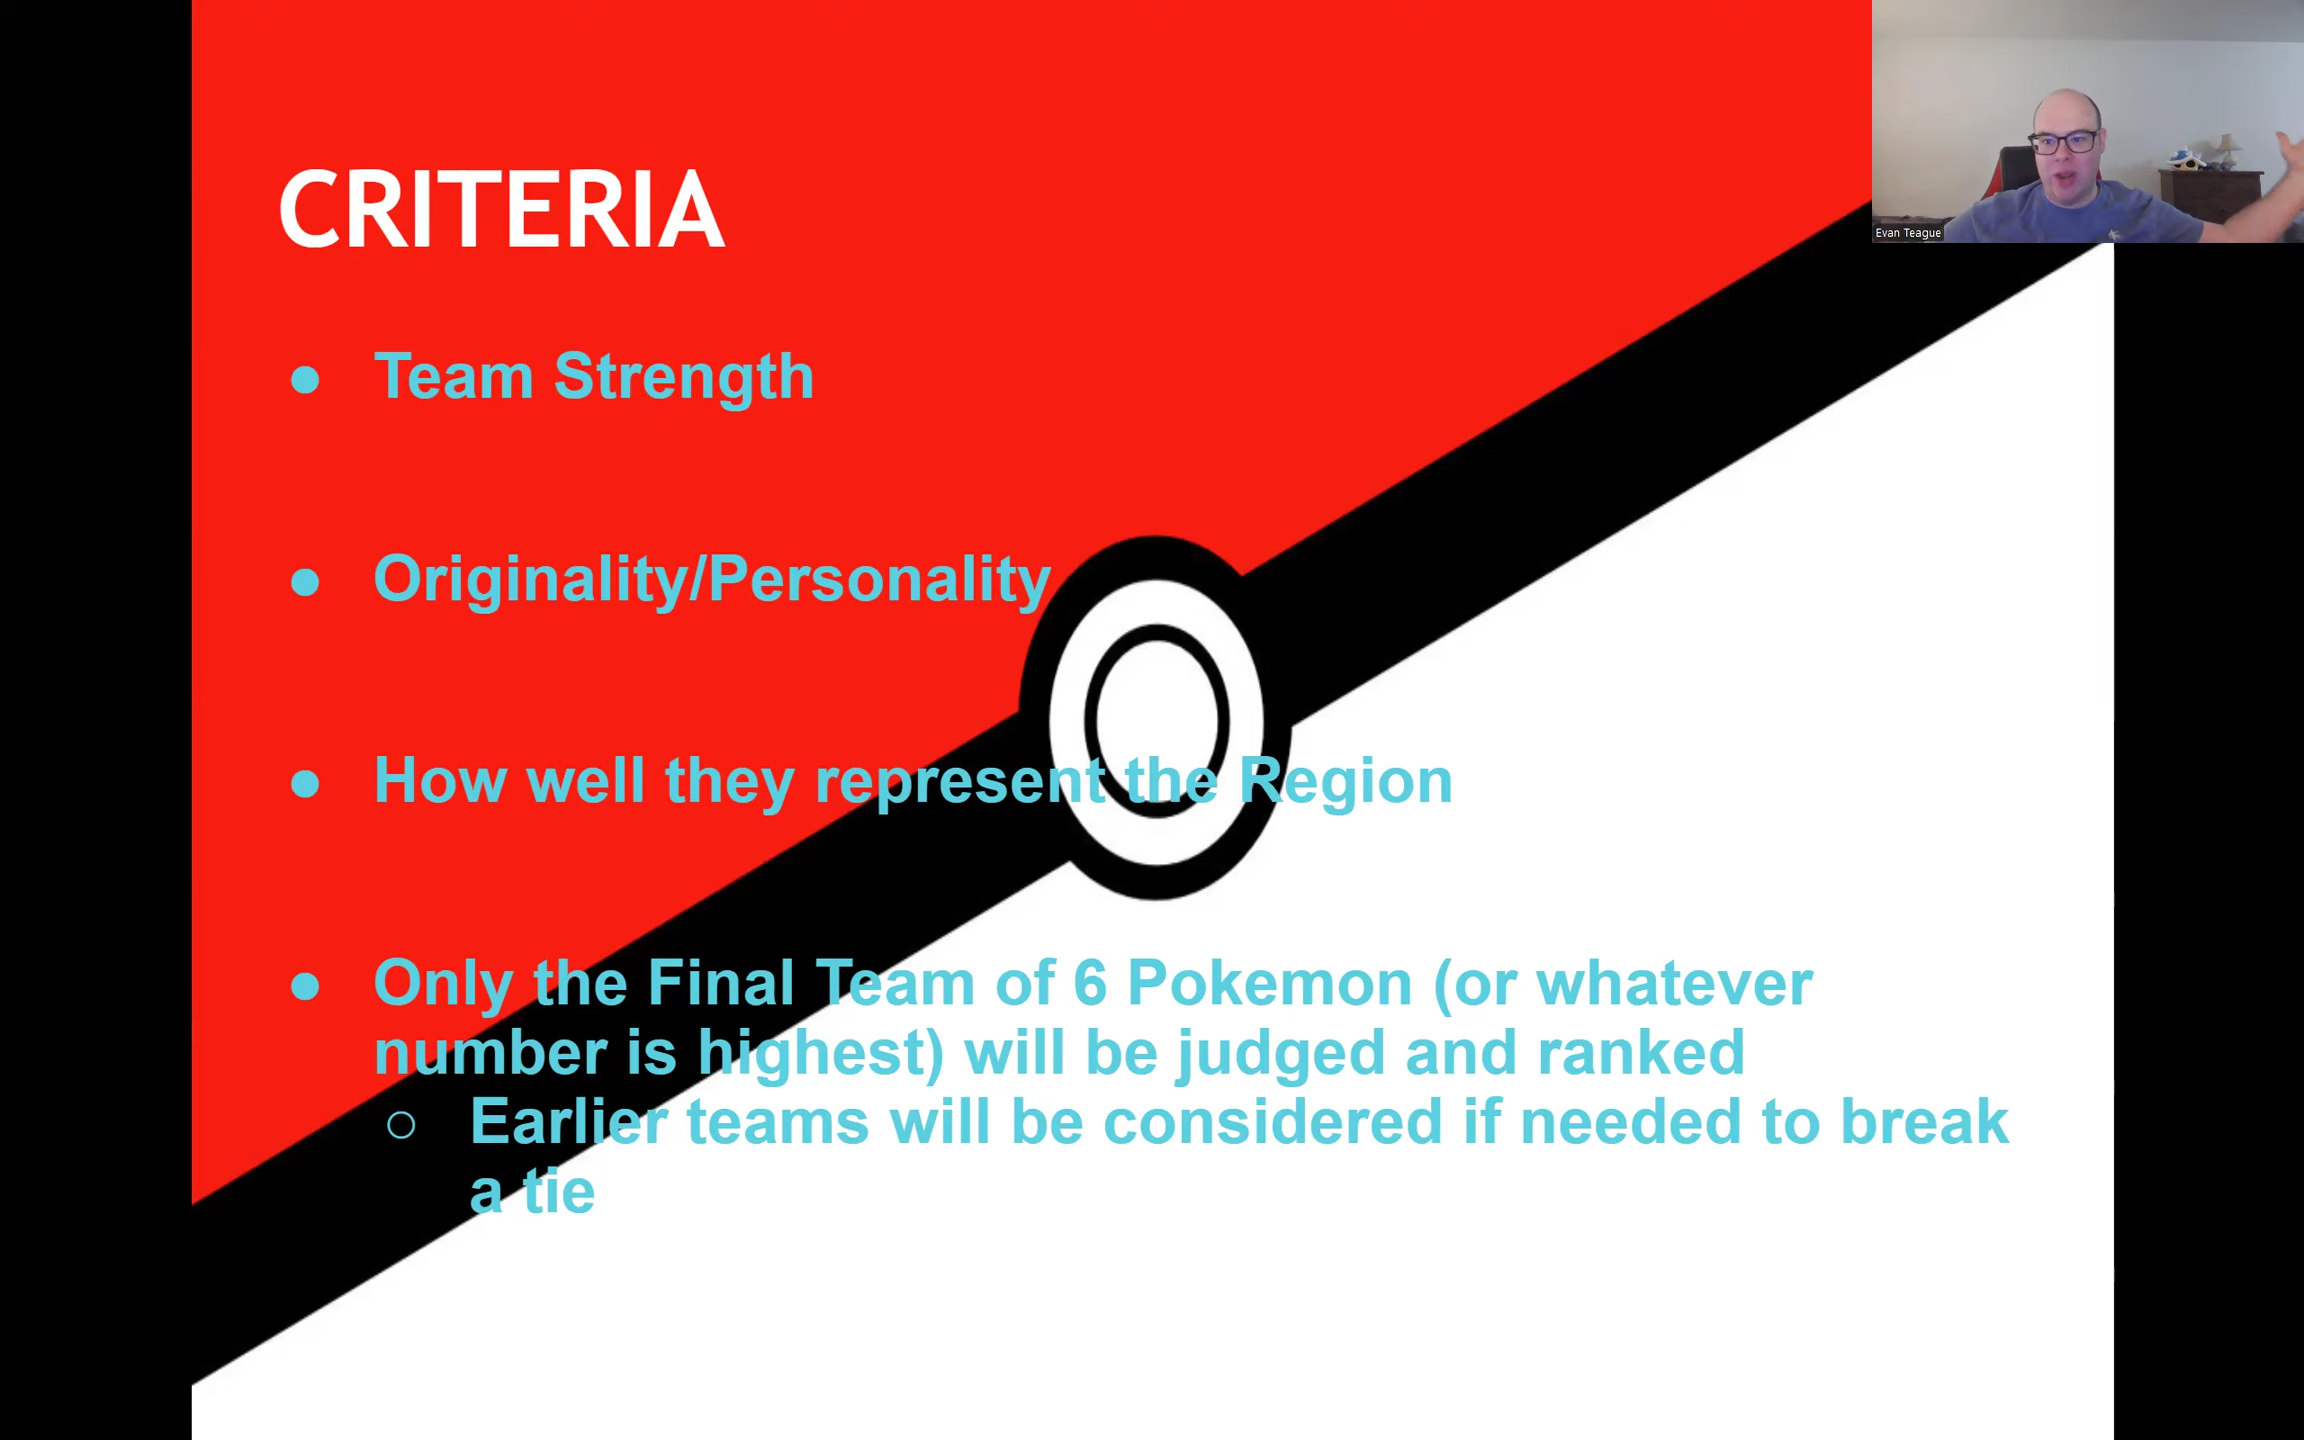 Evan Teague
CRITERIA
● Team Strength
● Originality/Personality
● How well they represent the Region
● Only the Final Team of 6 Pokemon (or whatever
number is highest) will be judged and ranked
○ Earlier teams will be considered if needed to break
a tie